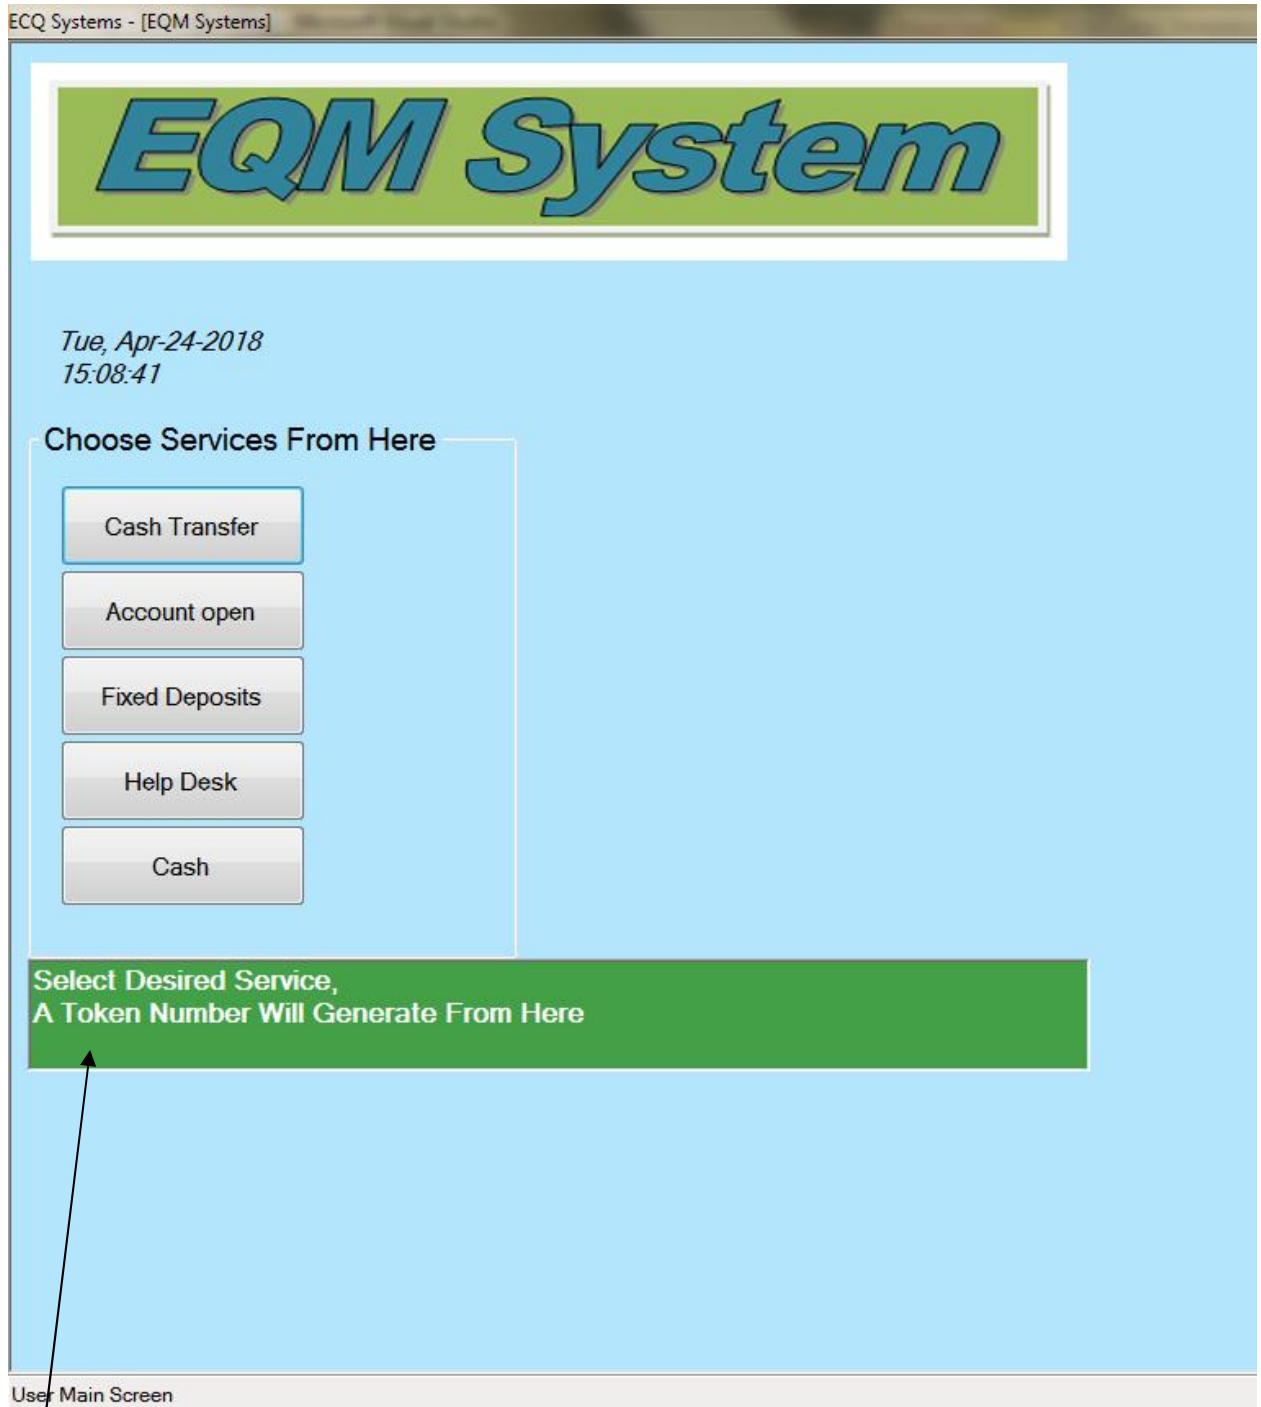 ECQ Systems - [EQM Systems]
EQM System
Tue, Apr-24-2018
15:08:41
Choose Services From Here
Cash Transfer
Account open
Fixed Deposits
Help Desk
Cash
Select Desired Service,
A Token Number Will Generate From Here
User Main Screen